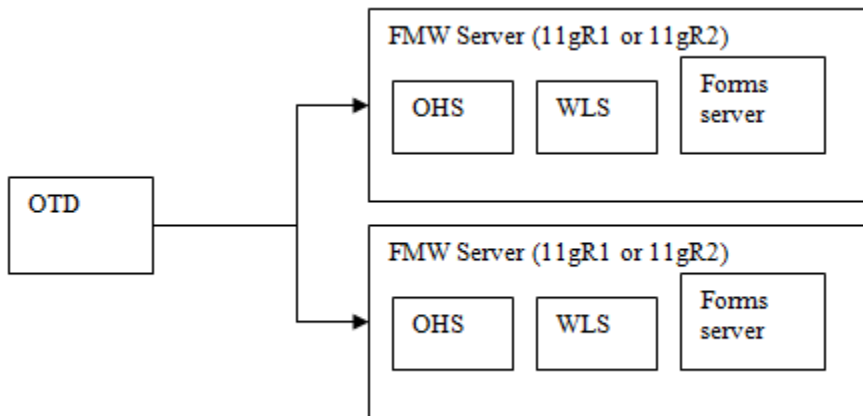 FMW Server (11gR1 or 11gR2)
OHS
WLS
Forms
server
OTD
FMW Server (11gR1 or 11gR2)
OHS
WLS
Forms
server